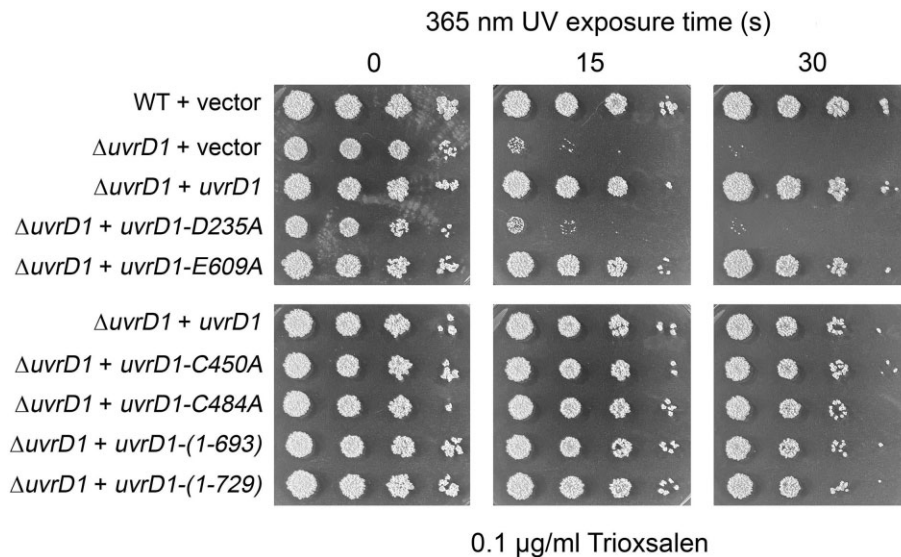 365 nm UV exposure time (s)
0 15 30
WT + vector
ΔuvrD1 + vector
ΔuvrD1 + uvrD1
ΔuvrD1 + uvrD1-D235A
ΔuvrD1 + uvrD1-E609A
ΔuvrD1 + uvrD1
ΔuvrD1 + uvrD1-C450A
ΔuvrD1 + uvrD1-C484A
ΔuvrD1 + uvrD1-(1-693)
ΔuvrD1 + uvrD1-(1-729)
0.1 µg/ml Trioxsalen